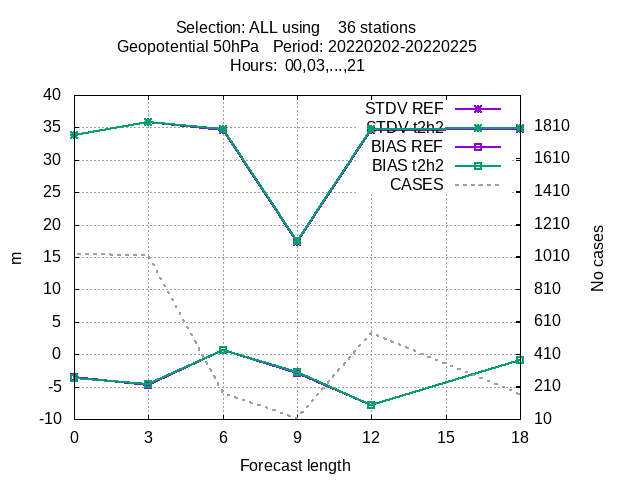 Selection: ALL using    36 stations
Geopotential 50hPa   Period: 20220202-20220225
Hours:  00,03,...,21
STDV REF
STDV t2h2
BIAS REF
BIAS t2h2
CASES
40
35
30
25
20
15
10
5
0
-5
-10
m
1810
1610
1410
1210
1010
810
610
410
210
10
No cases
0 3 6 9 12 15 18
Forecast length